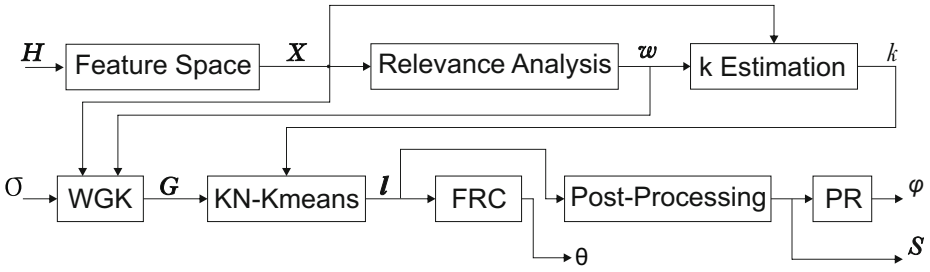 H Feature Space X Relevance Analysis w k Estimation k
σ WGK G KN-Kmeans l FRC Post-Processing PR φ
θ S